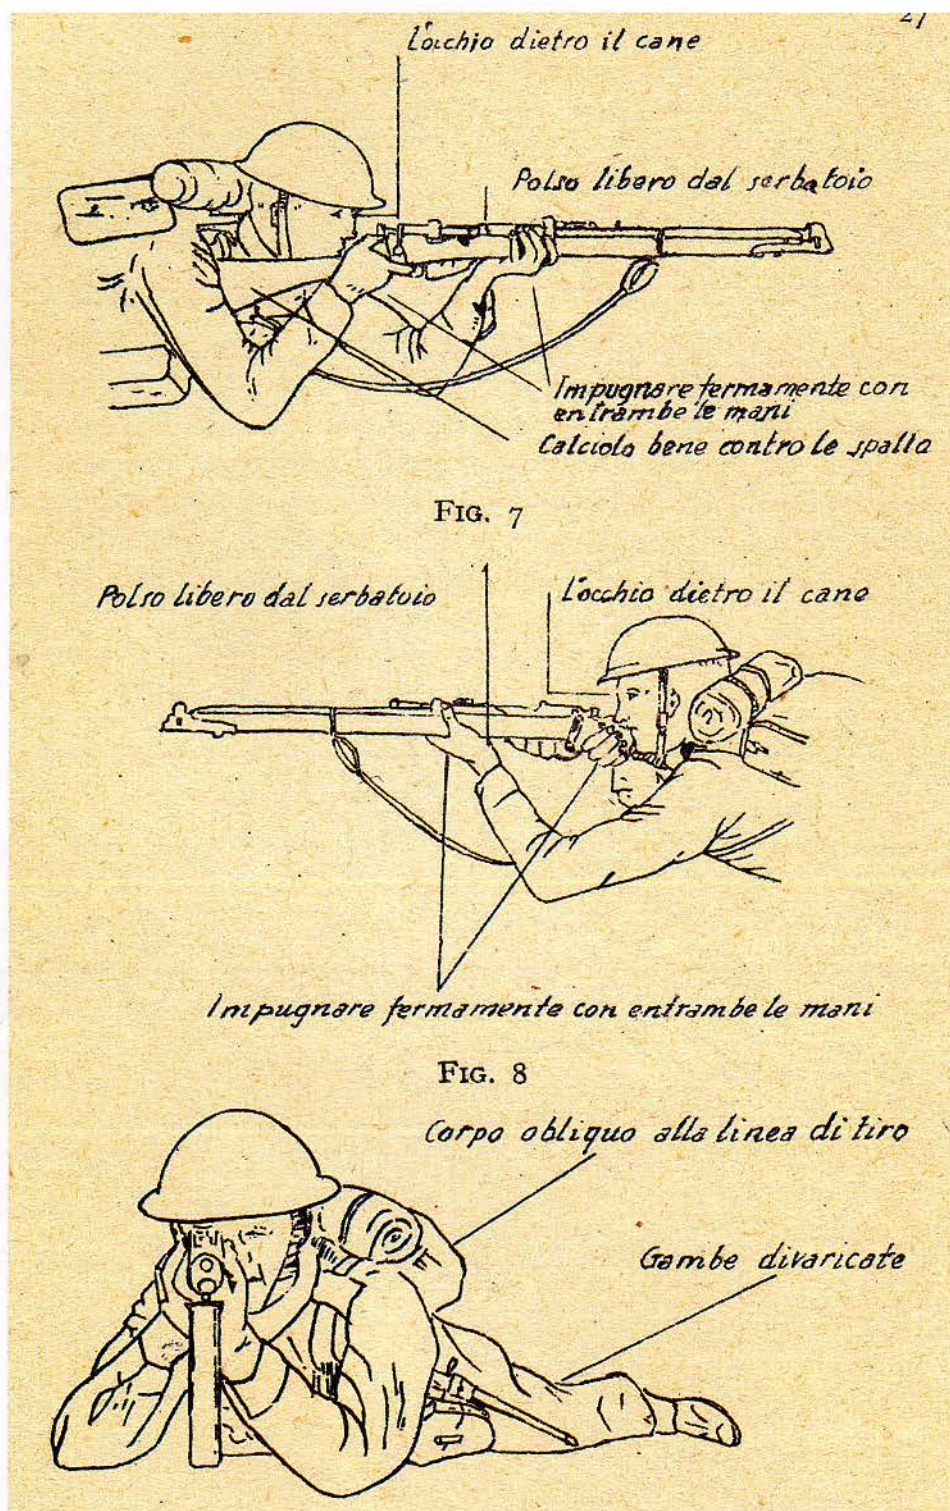 27
L'occhio dietro il cane
Polso libero dal serbatoio
Impugnare fermamente con
entrambe le mani
Calciolo bene contro le spalla
FIG. 7
Polso libero dal serbatoio
L'occhio dietro il cane
Impugnare fermamente con entrambe le mani
FIG. 8
Corpo obliquo alla linea di tiro
Gambe divaricate